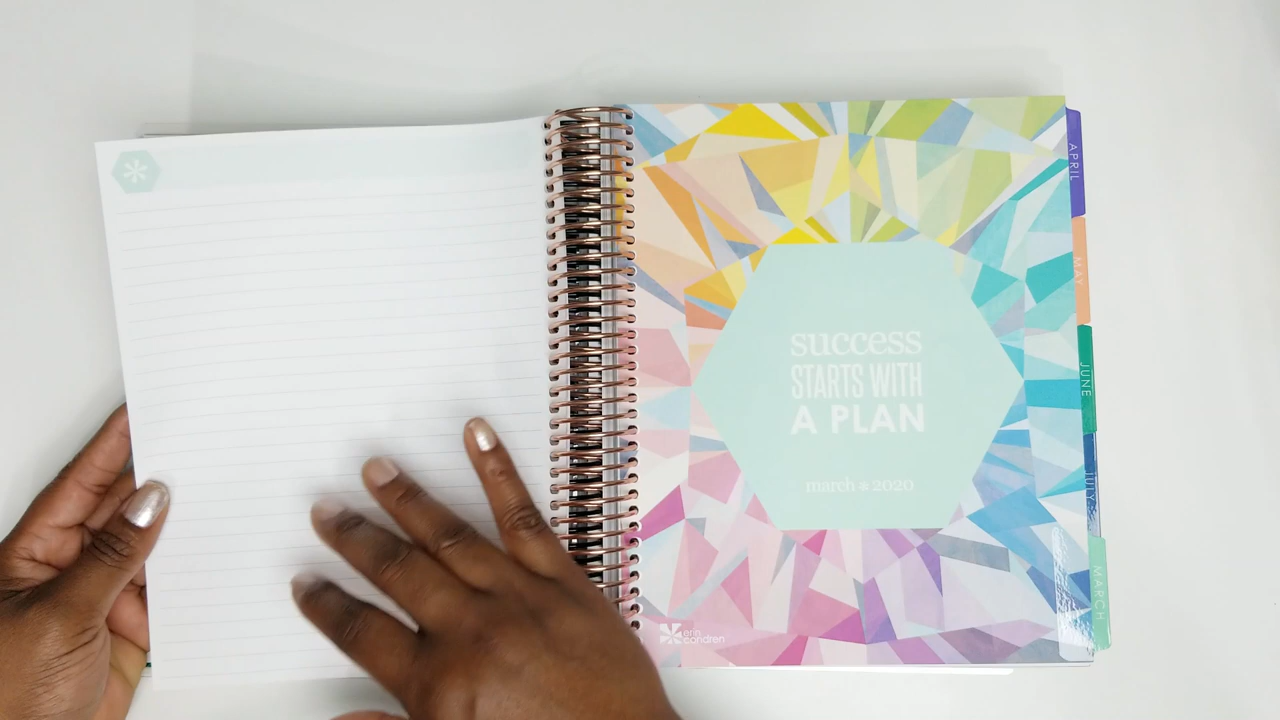 success
STARTS WITH
A PLAN
march * 2020
erin
condren
APRIL
MAY
JUNE
JULY
MARCH